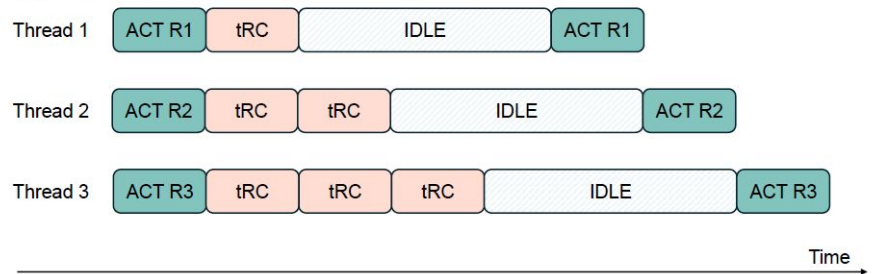 Thread 1 ACT R1 tRC IDLE ACT R1
Thread 2 ACT R2 tRC tRC IDLE ACT R2
Thread 3 ACT R3 tRC tRC tRC IDLE ACT R3
Time